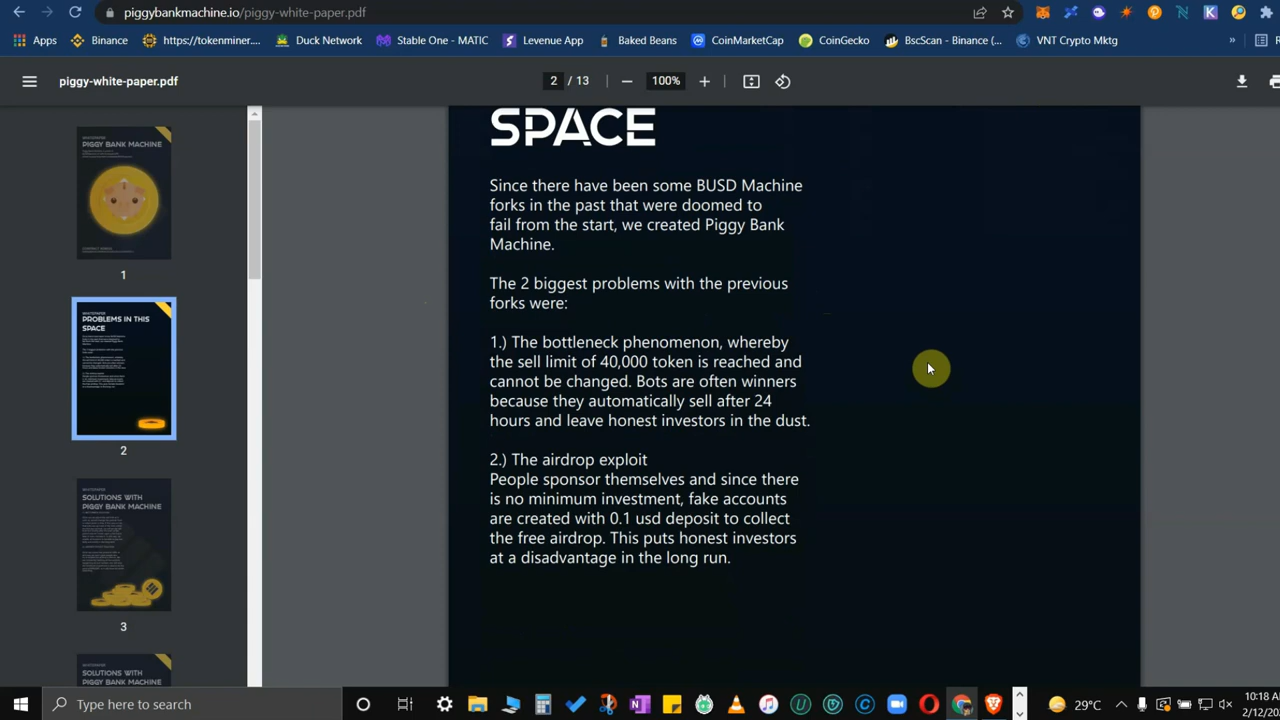 piggybankmachine.io/piggy-white-paper.pdf
Apps
Binance
https://tokenminer....
Duck Network
Stable One - MATIC
Levenue App
Baked Beans
CoinMarketCap
CoinGecko
BscScan - Binance (...
VNT Crypto Mktg
»
piggy-white-paper.pdf
2 / 13
100%
PIGGY BANK MACHINE
1
PROBLEMS IN THIS
SPACE
2
SOLUTIONS WITH
PIGGY BANK MACHINE
3
SOLUTIONS WITH
PIGGY BANK MACHINE
SPACE
Since there have been some BUSD Machine
forks in the past that were doomed to
fail from the start, we created Piggy Bank
Machine.
The 2 biggest problems with the previous
forks were:
1.) The bottleneck phenomenon, whereby
the sell limit of 40,000 tokens is reached and
cannot be changed. Bots are often winners
because they automatically sell after 24
hours and leave honest investors in the dust.
2.) The airdrop exploit
People sponsor themselves and since there
is no minimum investment, fake accounts
are created with 0.1 usd deposit to collect
the free airdrop. This puts honest investors
at a disadvantage in the long run.
Type here to search
29°C
10:18 AM
2/12/20